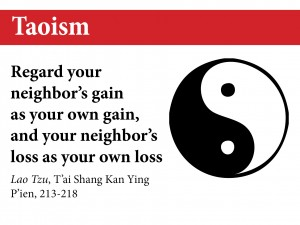 Taoism
Regard your
neighbor’s gain
as your own gain,
and your neighbor’s
loss as your own loss
Lao Tzu, T’ai Shang Kan Ying
P’ien, 213-218